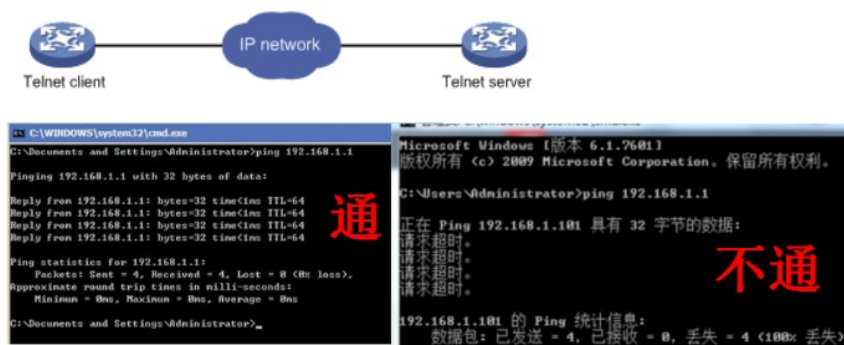 IP network
Telnet client
Telnet server
C:\WINDOWS\system32\cmd.exe
C:\Documents and Settings\Administrator>ping 192.168.1.1
Pinging 192.168.1.1 with 32 bytes of data:
Reply from 192.168.1.1: bytes=32 time<1ms TTL=64
Reply from 192.168.1.1: bytes=32 time<1ms TTL=64
Reply from 192.168.1.1: bytes=32 time<1ms TTL=64
Reply from 192.168.1.1: bytes=32 time<1ms TTL=64
通
Ping statistics for 192.168.1.1:
Packets: Sent = 4, Received = 4, Lost = 0 (0% loss),
Approximate round trip times in milli-seconds:
Minimum = 0ms, Maximum = 0ms, Average = 0ms
C:\Documents and Settings\Administrator>_
Microsoft Windows [版本 6.1.7601]
版权所有 (c) 2009 Microsoft Corporation。保留所有权利。
C:\Users\Administrator>ping 192.168.1.1
正在 Ping 192.168.1.101 具有 32 字节的数据:
请求超时。
请求超时。
请求超时。
请求超时。
不通
192.168.1.101 的 Ping 统计信息:
数据包: 已发送 = 4，已接收 = 0，丢失 = 4 (100% 丢失)